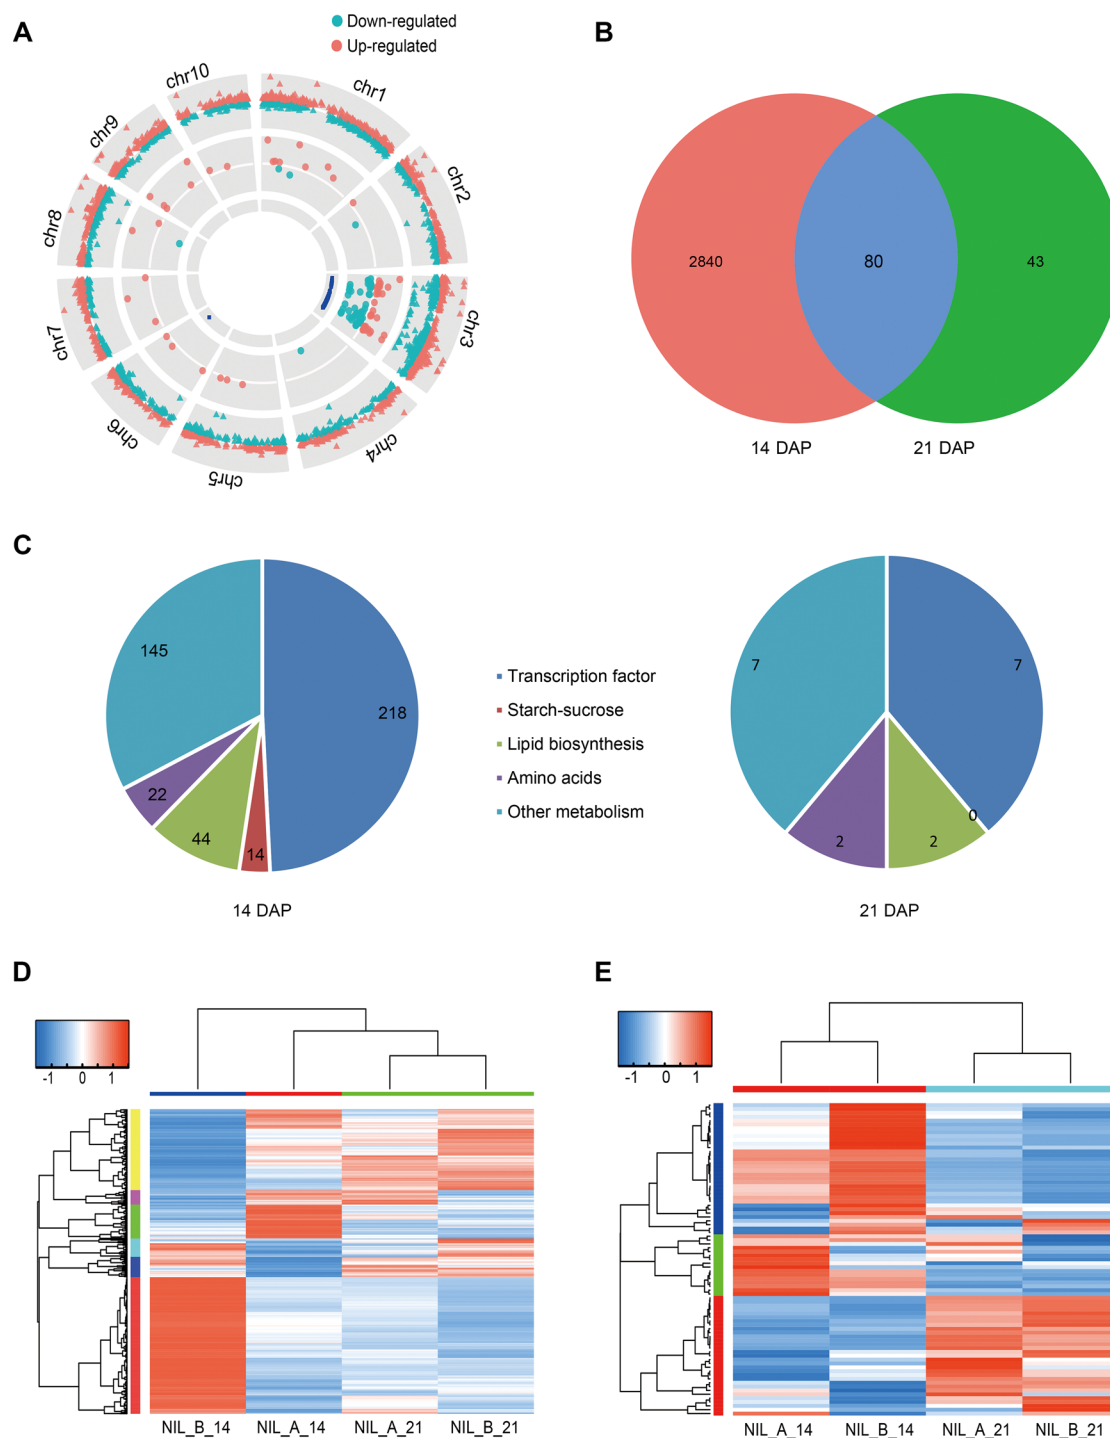 A
Down-regulated
Up-regulated
chr1
chr2
chr3
chr4
chr5
chr6
chr7
chr8
chr9
chr10
B
2840
80
43
14 DAP
21 DAP
C
145
218
22
44
14
14 DAP
Transcription factor
Starch-sucrose
Lipid biosynthesis
Amino acids
Other metabolism
7
7
0
2
2
21 DAP
D
-1 0 1
NIL_B_14 NIL_A_14 NIL_A_21 NIL_B_21
E
-1 0 1
NIL_A_14 NIL_B_14 NIL_A_21 NIL_B_21